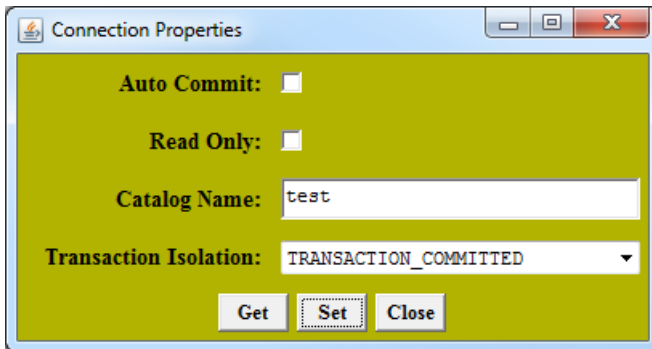 Connection Properties
Auto Commit:
Read Only:
Catalog Name: test
Transaction Isolation: TRANSACTION_COMMITTED
Get Set Close